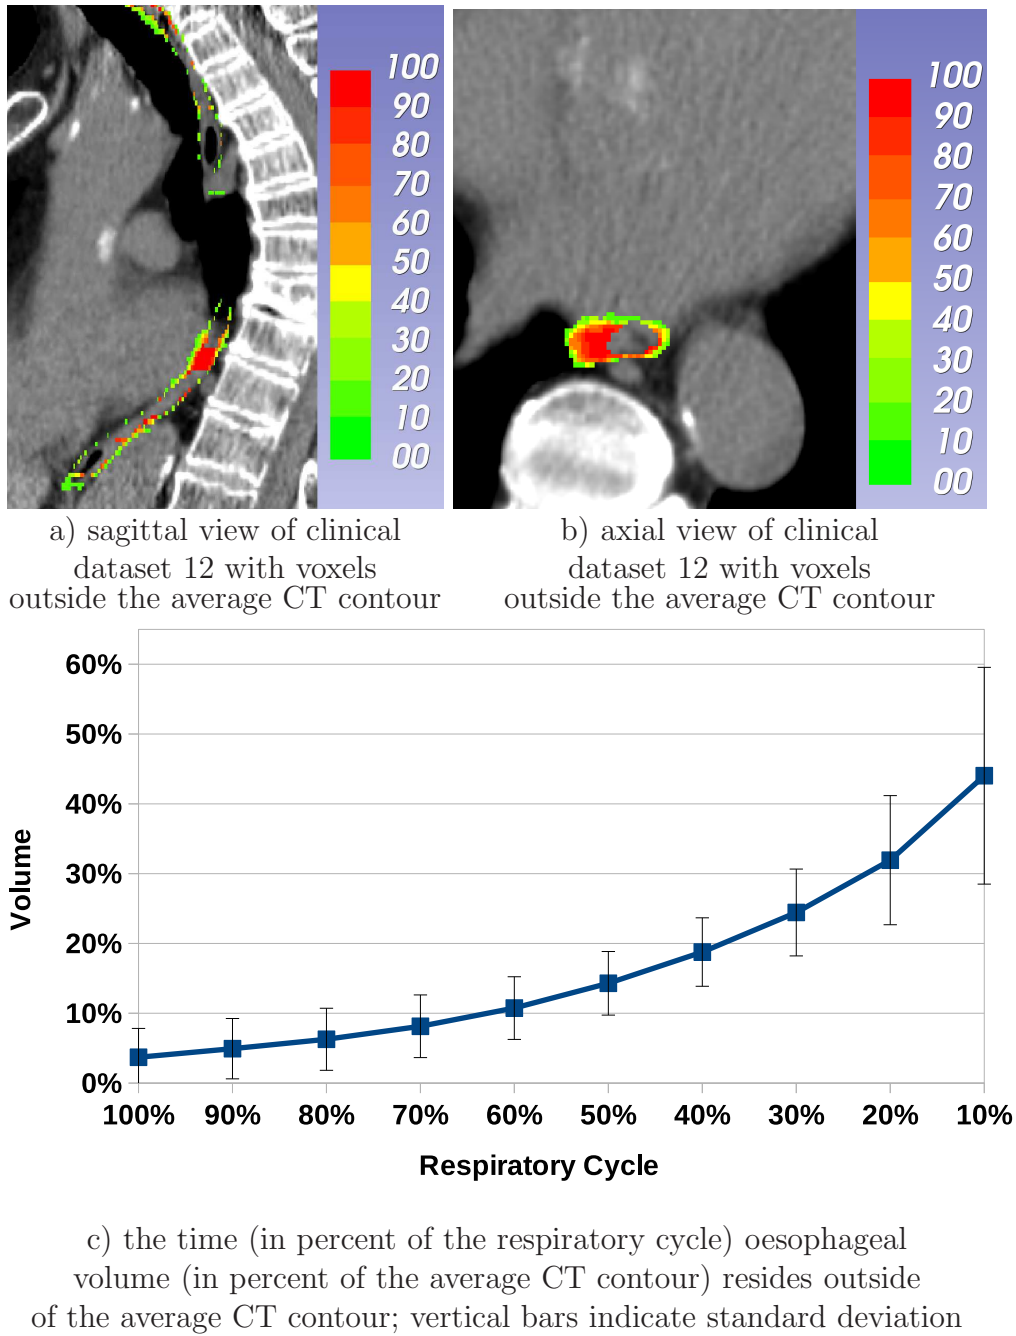 100
90
80
70
60
50
40
30
20
10
00
100
90
80
70
60
50
40
30
20
10
00
a) sagittal view of clinical
dataset 12 with voxels
outside the average CT contour
b) axial view of clinical
dataset 12 with voxels
outside the average CT contour
60%
50%
40%
30%
20%
10%
0%
Volume
100% 90% 80% 70% 60% 50% 40% 30% 20% 10%
Respiratory Cycle
c) the time (in percent of the respiratory cycle) oesophageal
volume (in percent of the average CT contour) resides outside
of the average CT contour; vertical bars indicate standard deviation